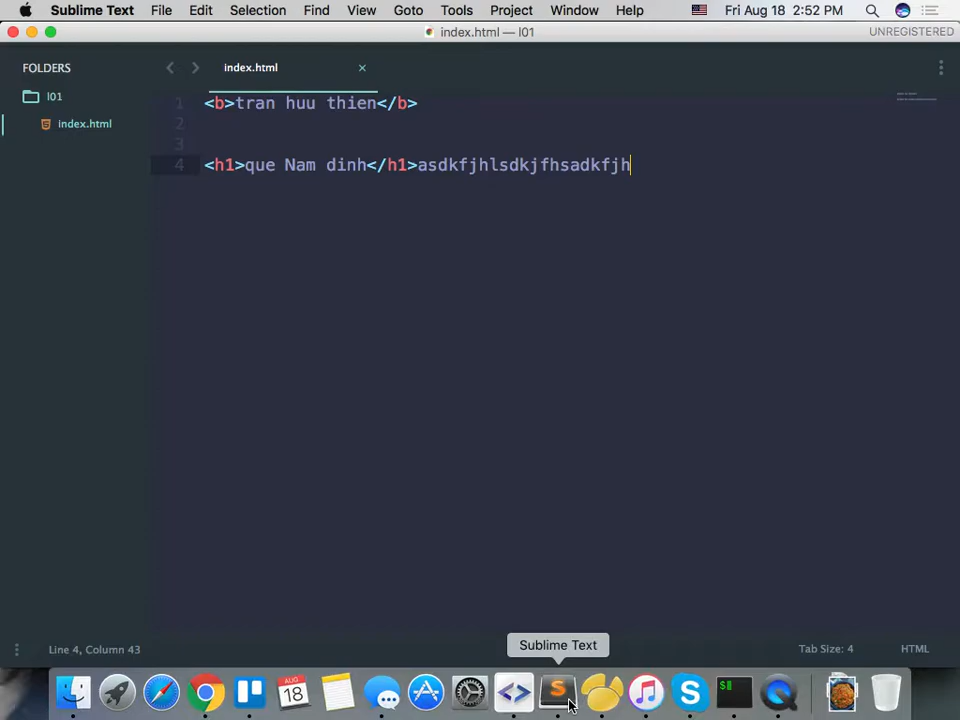 Sublime Text File Edit Selection Find View Goto Tools Project Window Help Fri Aug 18 2:52 PM
index.html — l01 UNREGISTERED
FOLDERS index.html ×
l01
index.html
1 <b>tran huu thien</b>
2
3
4 <h1>que Nam dinh</h1>asdkfjhlsdkjfhsadkfjh
Sublime Text
Line 4, Column 43 Tab Size: 4 HTML
AUG
18